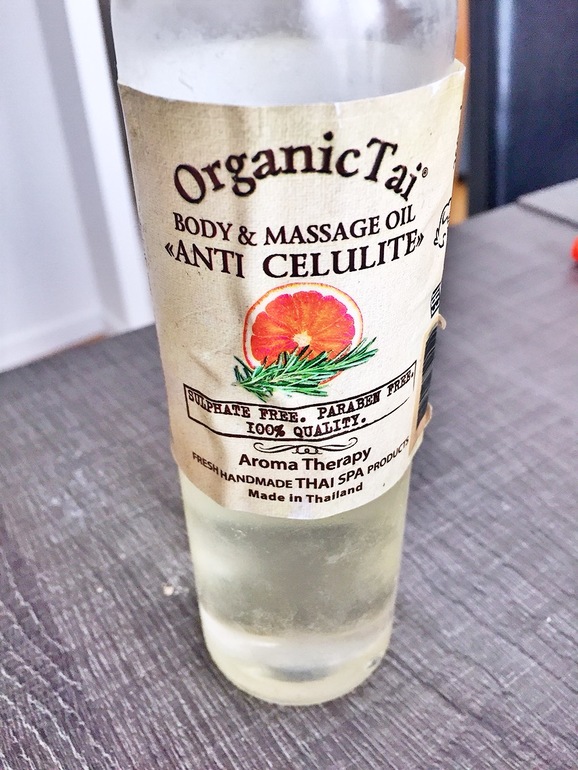 OrganicTai®
BODY & MASSAGE OIL
«ANTI CELULITE»
SULPHATE FREE. PARABEN FREE.
100% QUALITY.
Aroma Therapy
FRESH HANDMADE THAI SPA PRODUCTS
Made in Thailand